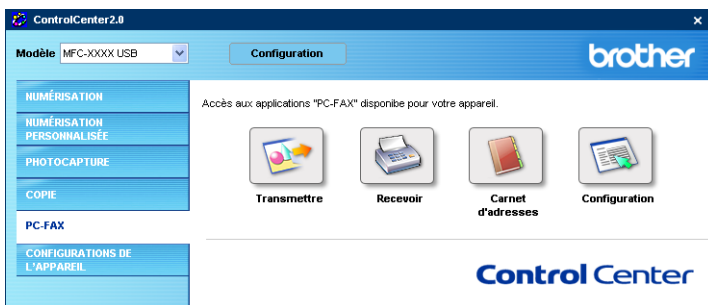 ControlCenter2.0
Modèle MFC-XXXX USB
Configuration
brother
NUMÉRISATION
NUMÉRISATION
PERSONNALISÉE
PHOTOCAPTURE
COPIE
PC-FAX
CONFIGURATIONS DE
L'APPAREIL
Accès aux applications "PC-FAX" disponibe pour votre appareil.
Transmettre
Recevoir
Carnet
d'adresses
Configuration
Control Center